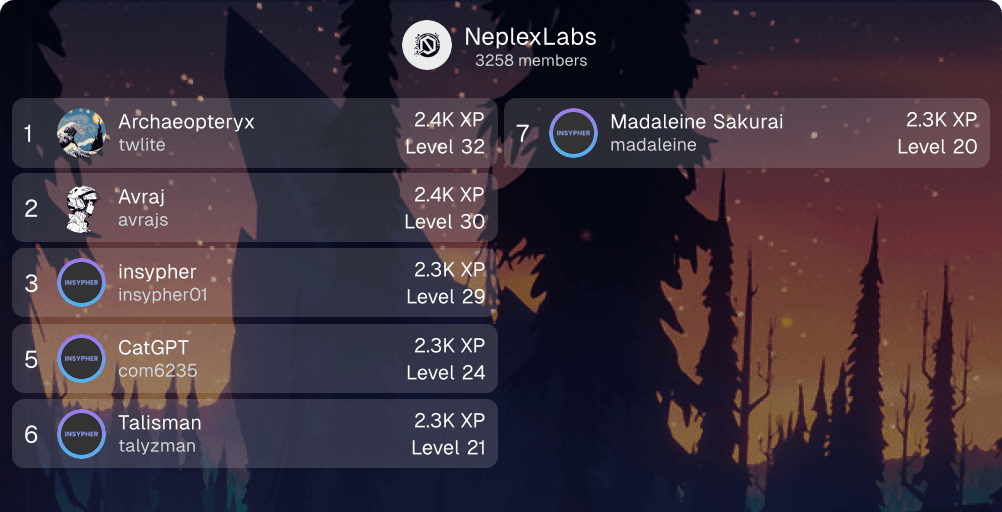 NeplexLabs
3258 members
1
Archaeopteryx
twlite
2.4K XP
Level 32
2
Avraj
avrajs
2.4K XP
Level 30
3
INSYPHER
insypher
insypher01
2.3K XP
Level 29
5
INSYPHER
CatGPT
com6235
2.3K XP
Level 24
6
INSYPHER
Talisman
talyzman
2.3K XP
Level 21
7
INSYPHER
Madaleine Sakurai
madaleine
2.3K XP
Level 20